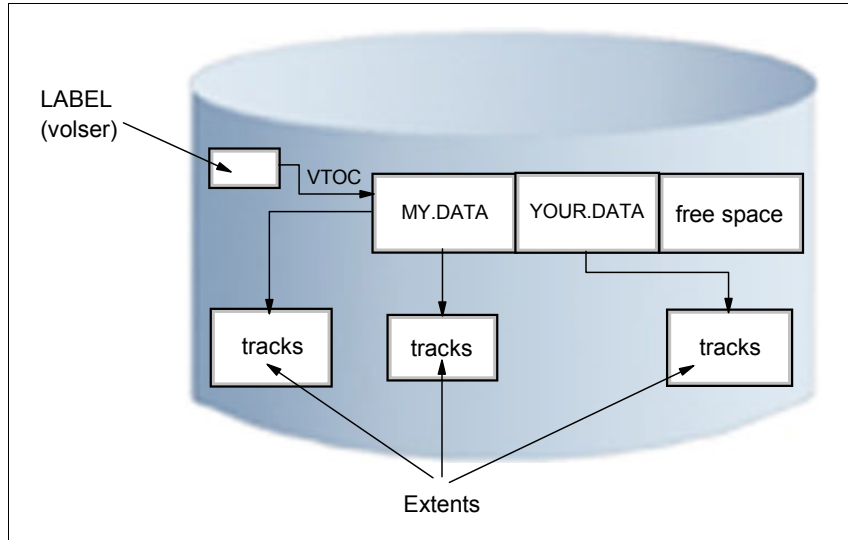 LABEL
(volser)
VTOC
MY.DATA
YOUR.DATA
free space
tracks
tracks
tracks
Extents